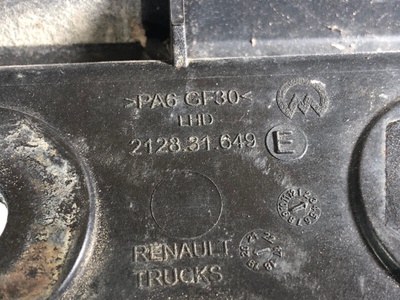 >PA6 GF30<
LHD
2128.31.649 E
RENAULT
TRUCKS